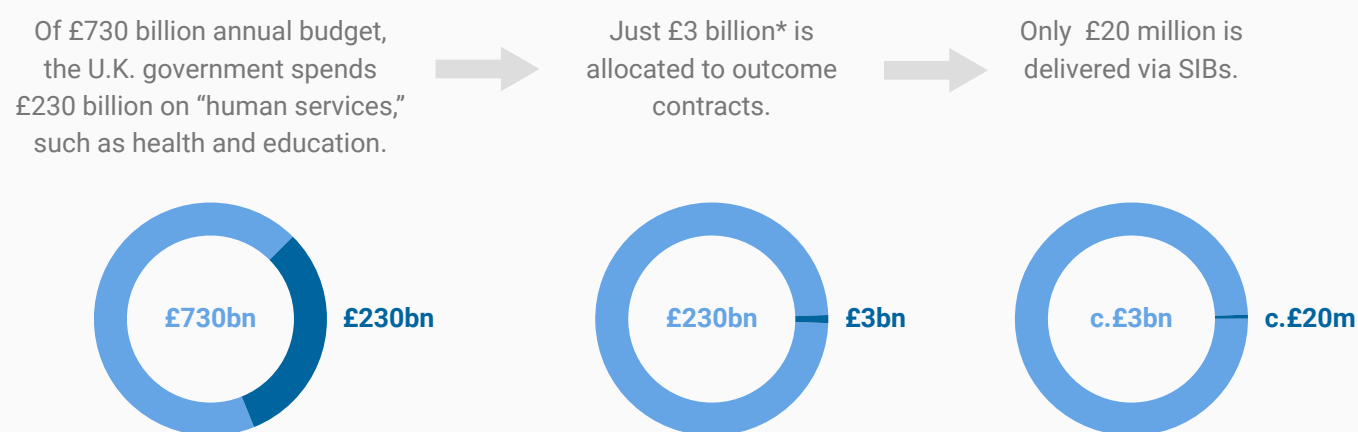 Of £730 billion annual budget,
the U.K. government spends
£230 billion on “human services,”
such as health and education.
Just £3 billion* is
allocated to outcome
contracts.
Only £20 million is
delivered via SIBs.
£730bn
£230bn
£230bn
£3bn
c.£3bn
c.£20m